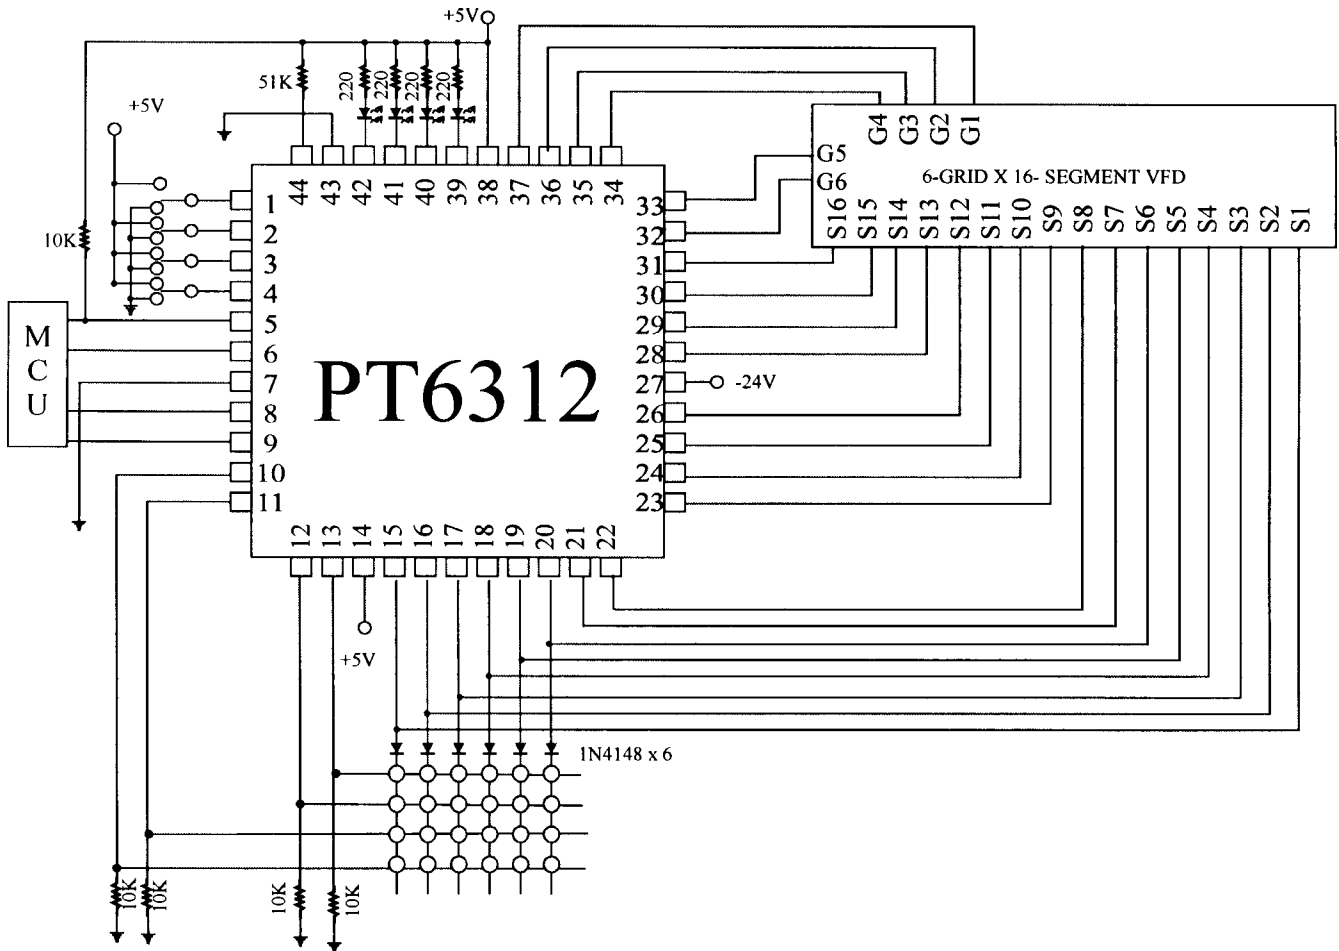 +5V
51K
220
220
220
220
+5V
10K
44
43
42
41
40
39
38
37
36
35
34
1
2
3
4
5
6
7
8
9
10
11
MCU
PT6312
33
32
31
30
29
28
27
26
25
24
23
-24V
G4
G3
G2
G1
G5
G6
6-GRID X 16- SEGMENT VFD
S16
S15
S14
S13
S12
S11
S10
S9
S8
S7
S6
S5
S4
S3
S2
S1
12
13
14
15
16
17
18
19
20
21
22
+5V
1N4148 x 6
10K
10K
10K
10K